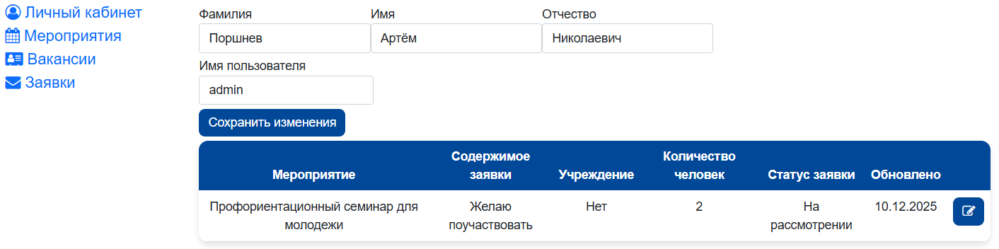 Личный кабинет
Мероприятия
Вакансии
Заявки
Фамилия Имя Отчество
Поршнев Артём Николаевич
Имя пользователя
admin
Сохранить изменения
Мероприятие Содержимое заявки Учреждение Количество человек Статус заявки Обновлено
Профориентационный семинар для молодежи Желаю поучаствовать Нет 2 На рассмотрении 10.12.2025